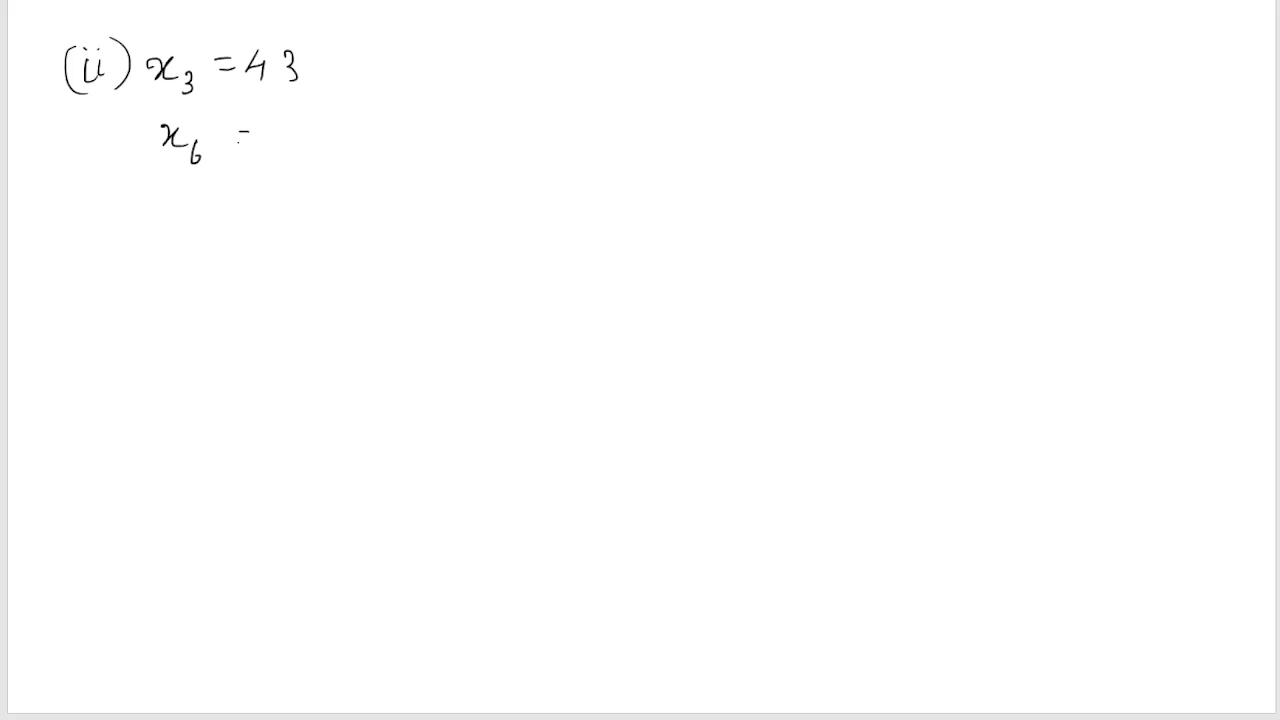 (ii) x₃ = 43
x₆ =